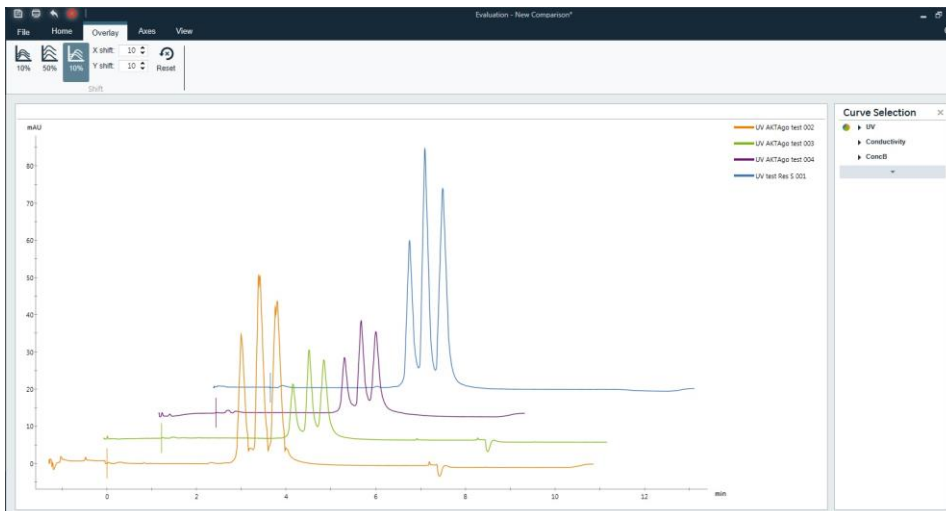 Evaluation - New Comparison*
File Home Overlay Axes View
10% 50% 10%
X shift: 10
Y shift: 10
Reset
Shift
mAU
UV AKTAgo test 002
UV AKTAgo test 003
UV AKTAgo test 004
UV test Res S 001
80
70
60
50
40
30
20
10
0
0 2 4 6 8 10 12 min
Curve Selection
UV
Conductivity
ConcB